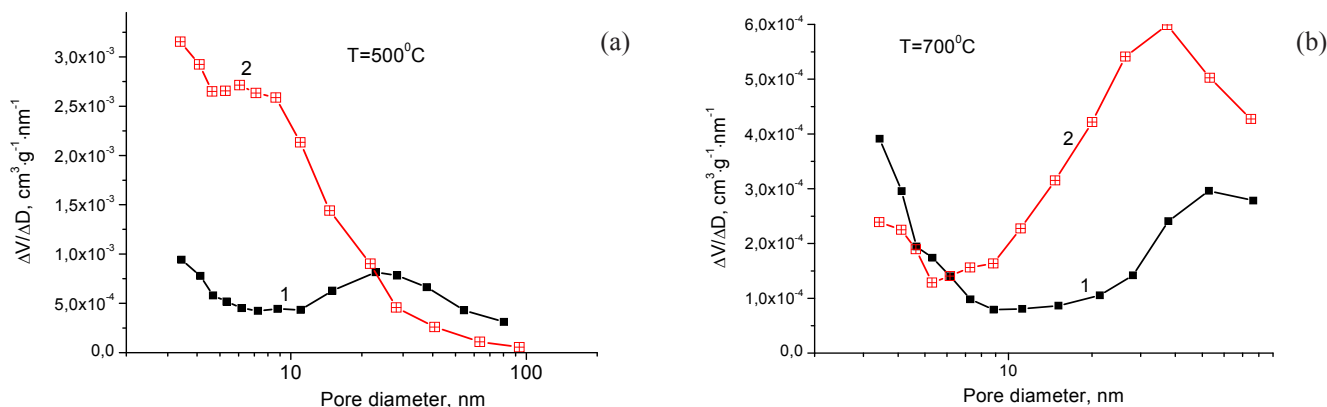 (a)
T=500⁰C
3,0x10⁻³
2,5x10⁻³
2,0x10⁻³
1,5x10⁻³
1,0x10⁻³
5,0x10⁻⁴
0,0
ΔV/ΔD, cm³·g⁻¹·nm⁻¹
2
1
10
100
Pore diameter, nm
(b)
T=700⁰C
6,0x10⁻⁴
5,0x10⁻⁴
4,0x10⁻⁴
3,0x10⁻⁴
2,0x10⁻⁴
1,0x10⁻⁴
0,0
ΔV/ΔD, cm³·g⁻¹·nm⁻¹
2
1
10
Pore diameter, nm